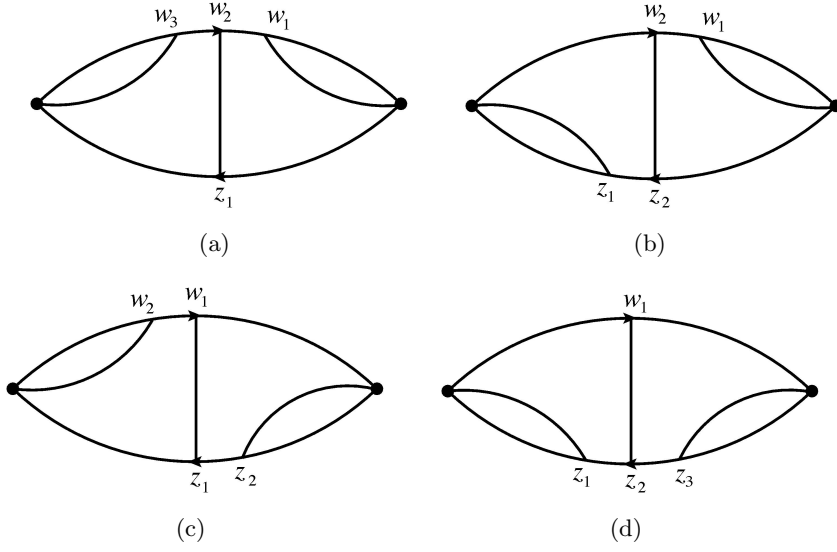 w₃ w₂ w₁
z₁
(a)
w₂ w₁
z₁ z₂
(b)
w₂ w₁
z₁ z₂
(c)
w₁
z₁ z₂ z₃
(d)